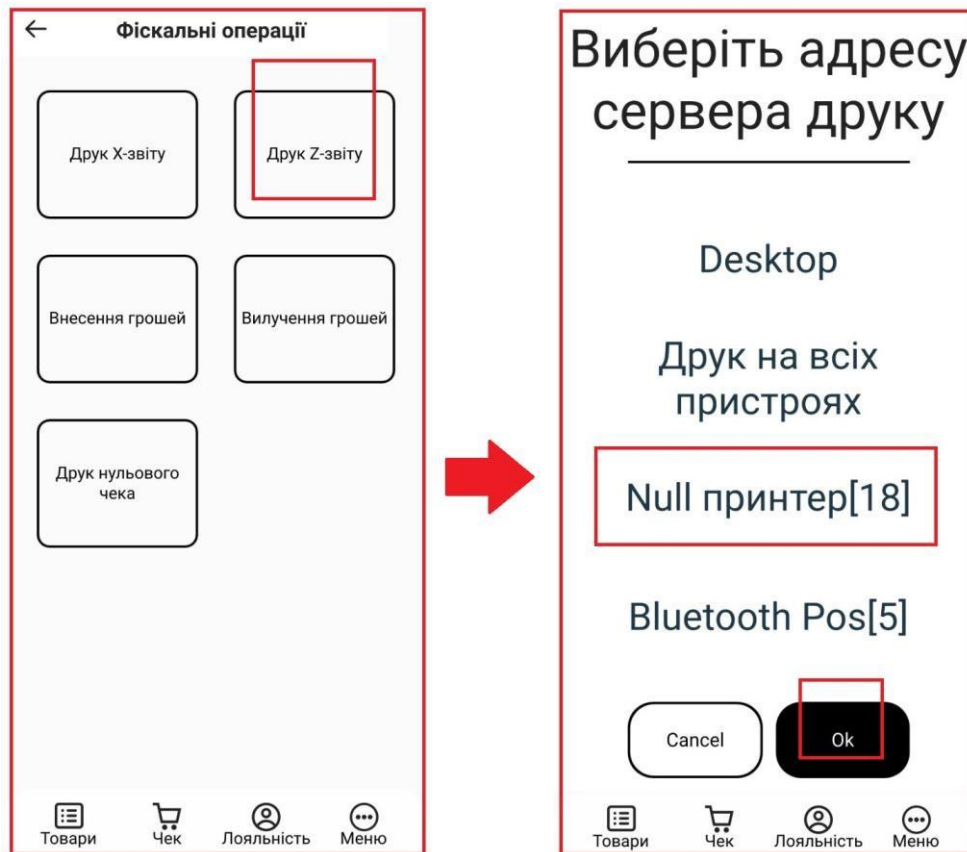 Фіскальні операції
Друк X-звіту
Друк Z-звіту
Внесення грошей
Вилучення грошей
Друк нульового
чека
Товари
Чек
Лояльність
Меню
Виберіть адресу
сервера друку
Desktop
Друк на всіх
пристроях
Null принтер[18]
Bluetooth Pos[5]
Cancel
Ok
Товари
Чек
Лояльність
Меню